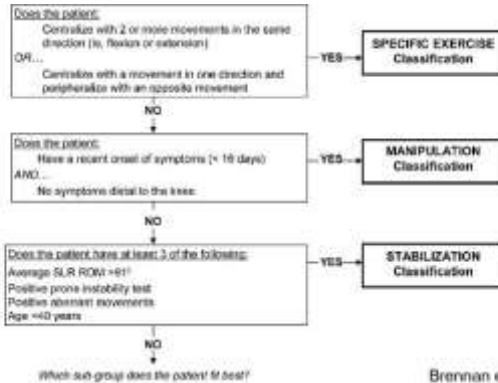 Does the patient:
Centralize with 2 or more movements in the same
direction (ie, flexion or extension)
OR...
Centralize with a movement in one direction and
peripheralize with an opposite movement
YES
SPECIFIC EXERCISE
Classification
NO
Does the patient:
Have a recent onset of symptoms (< 16 days)
AND...
No symptoms distal to the knee
YES
MANIPULATION
Classification
NO
Does the patient have at least 3 of the following:
Average SLR ROM >91°
Positive prone instability test
Positive aberrant movements
Age <40 years
YES
STABILIZATION
Classification
NO
Which sub-group does the patient fit best?
Brennan e